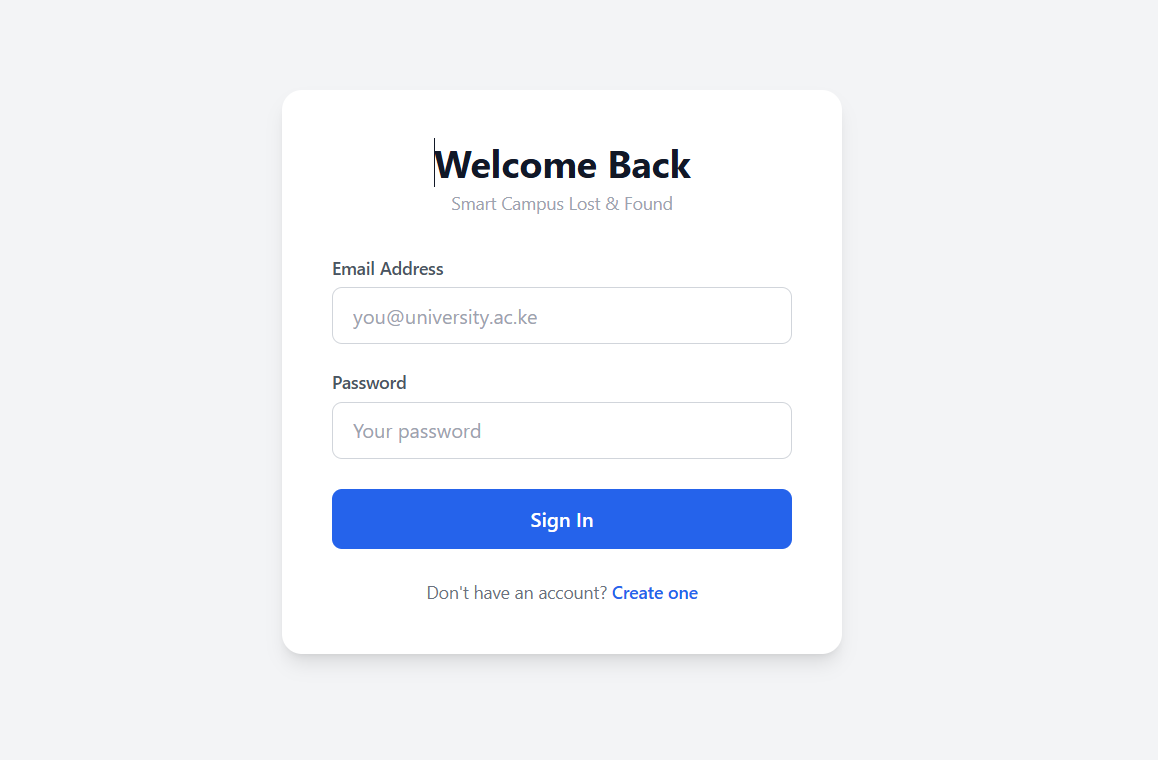 Welcome Back
Smart Campus Lost & Found
Email Address
you@university.ac.ke
Password
Your password
Sign In
Don't have an account? Create one